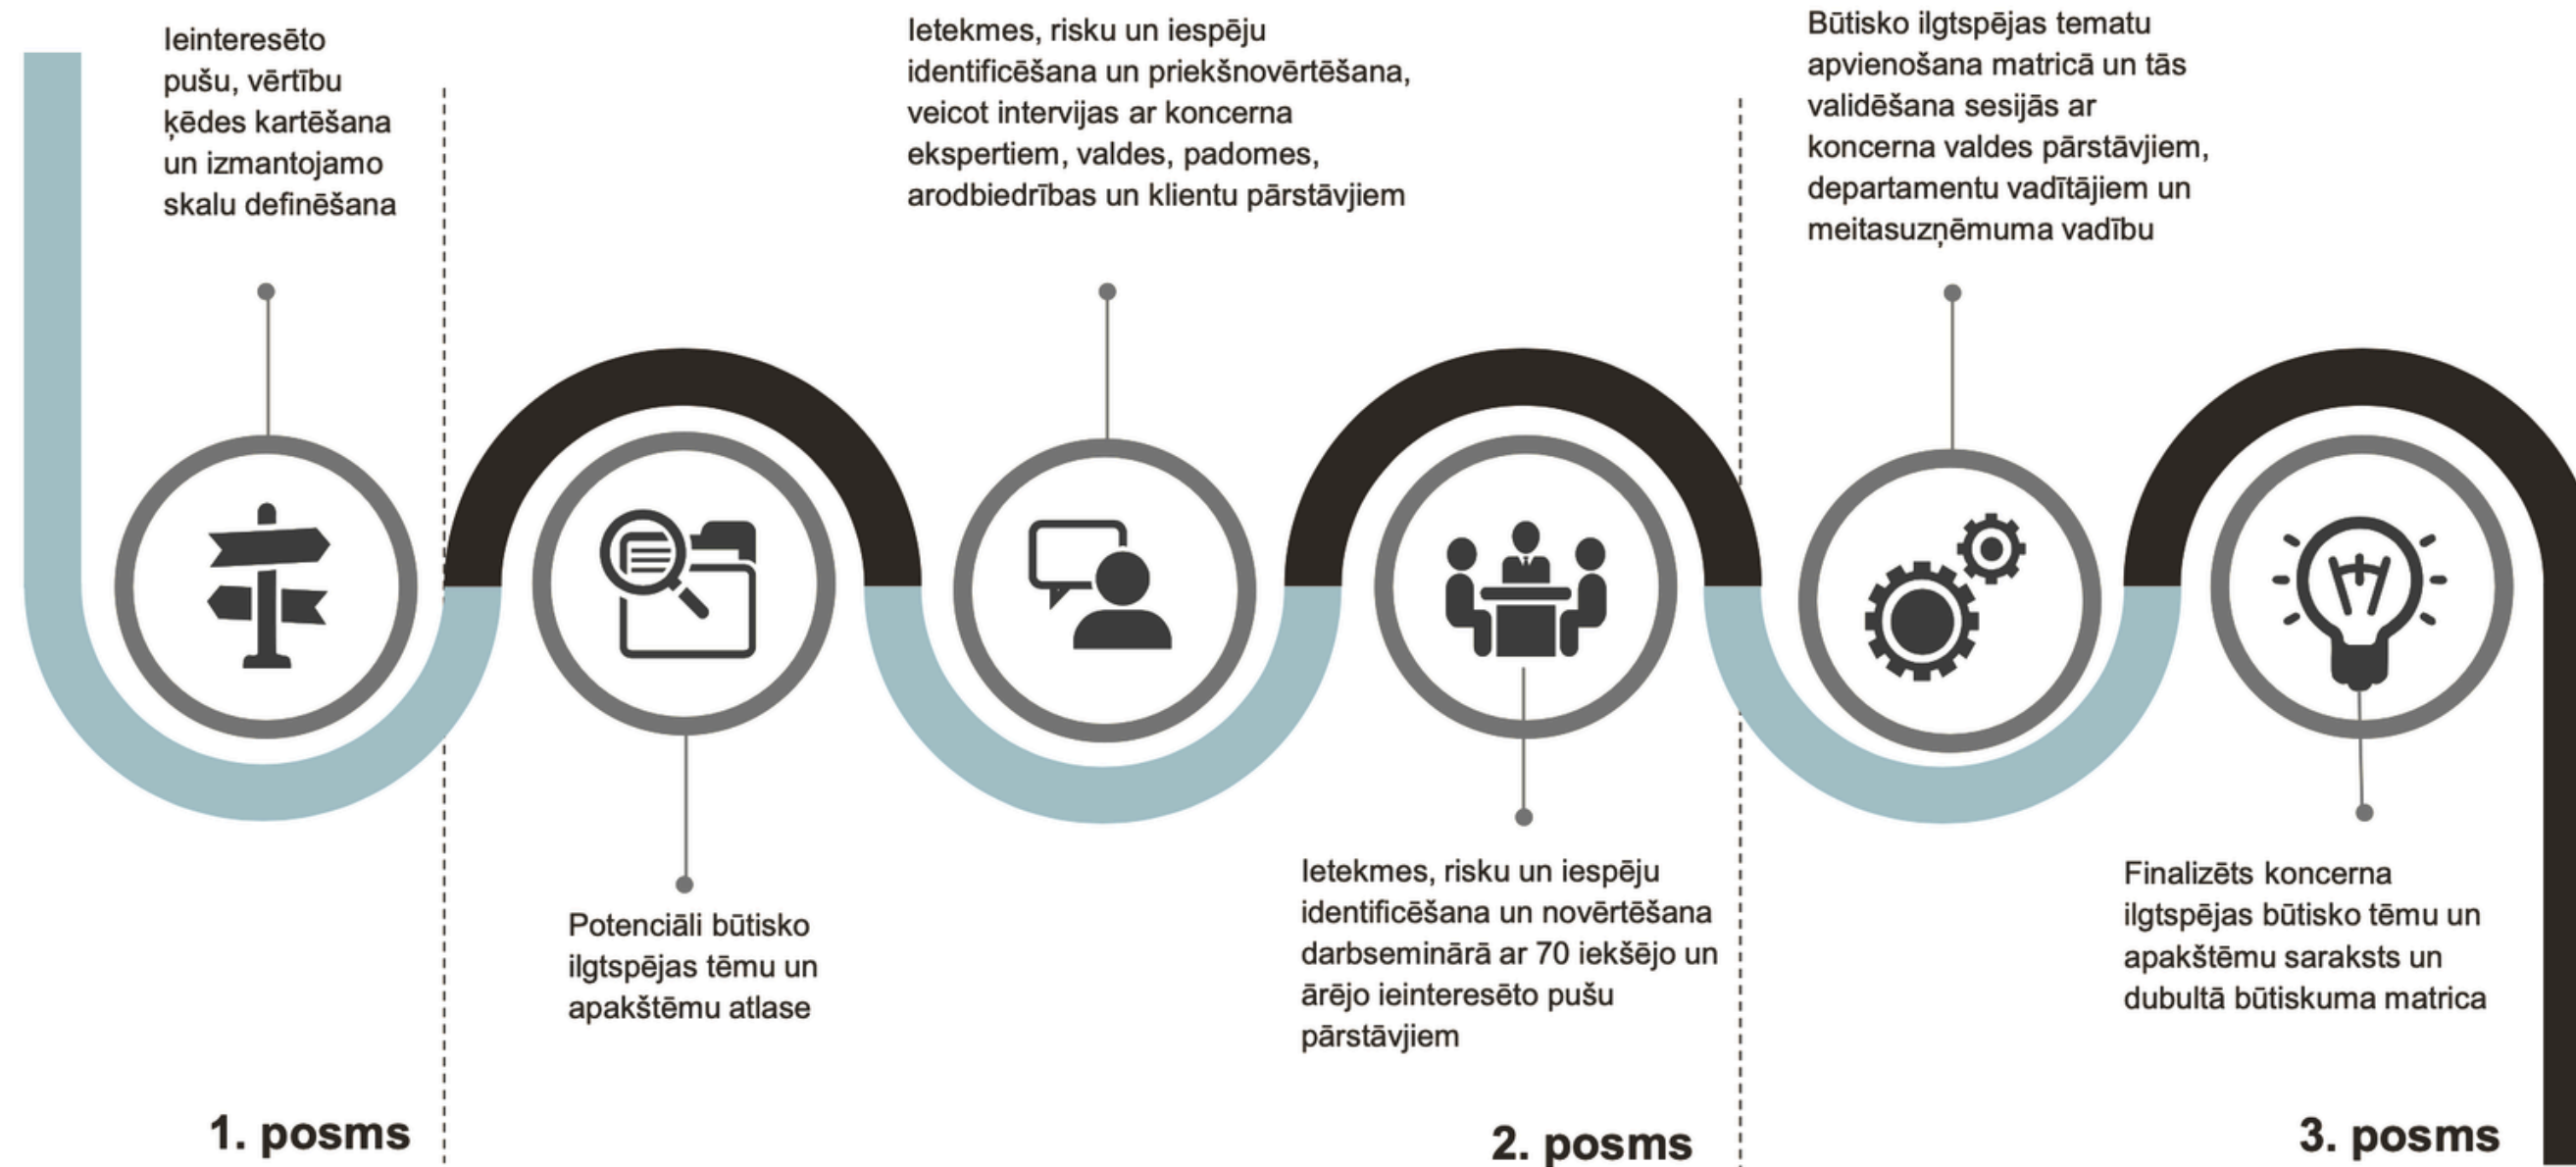 Ieinteresēto
pušu, vērtību
ķēdes kartēšana
un izmantojamo
skalu definēšana
Potenciāli būtisko
ilgtspējas tēmu un
apakštēmu atlase
Ietekmes, risku un iespēju
identificēšana un priekšnovērtēšana,
veicot intervijas ar koncerna
ekspertiem, valdes, padomes,
arodbiedrības un klientu pārstāvjiem
Ietekmes, risku un iespēju
identificēšana un novērtēšana
darbseminārā ar 70 iekšējo un
ārējo ieinteresēto pušu
pārstāvjiem
Būtisko ilgtspējas tematu
apvienošana matricā un tās
validēšana sesijās ar
koncerna valdes pārstāvjiem,
departamentu vadītājiem un
meitasuzņēmuma vadību
Finalizēts koncerna
ilgtspējas būtisko tēmu un
apakštēmu saraksts un
dubultā būtiskuma matrica
1. posms
2. posms
3. posms